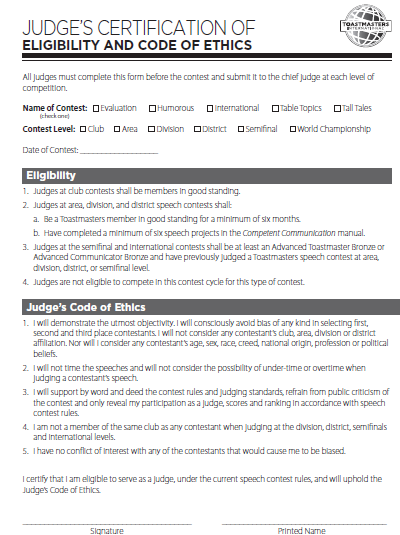 JUDGE'S CERTIFICATION OF
ELIGIBILITY AND CODE OF ETHICS
TOASTMASTERS
INTERNATIONAL
All judges must complete this form before the contest and submit it to the chief judge at each level of
competition.
Name of Contest: Evaluation Humorous International Table Topics Tall Tales
(check one)
Contest Level: Club Area Division District Semifinal World Championship
Date of Contest: ____________________
Eligibility
1. Judges at club contests shall be members in good standing.
2. Judges at area, division, and district speech contests shall:
a. Be a Toastmasters member in good standing for a minimum of six months.
b. Have completed a minimum of six speech projects in the Competent Communication manual.
3. Judges at the semifinal and international contests shall be at least an Advanced Toastmaster Bronze or
Advanced Communicator Bronze and have previously judged a Toastmasters speech contest at area,
division, district, or semifinal level.
4. Judges are not eligible to compete in this contest cycle for this type of contest.
Judge's Code of Ethics
1. I will demonstrate the utmost objectivity. I will consciously avoid bias of any kind in selecting first,
second and third place contestants. I will not consider any contestant's club, area, division or district
affiliation. Nor will I consider any contestant's age, sex, race, creed, national origin, profession or political
beliefs.
2. I will not time the speeches and will not consider the possibility of under-time or overtime when
judging a contestant's speech.
3. I will support by word and deed the contest rules and judging standards, refrain from public criticism of
the contest and only reveal my participation as a judge, scores and ranking in accordance with speech
contest rules.
4. I am not a member of the same club as any contestant when judging at the division, district, semifinals
and international levels.
5. I have no conflict of interest with any of the contestants that would cause me to be biased.
I certify that I am eligible to serve as a judge, under the current speech contest rules, and will uphold the
Judge's Code of Ethics.
Signature Printed Name